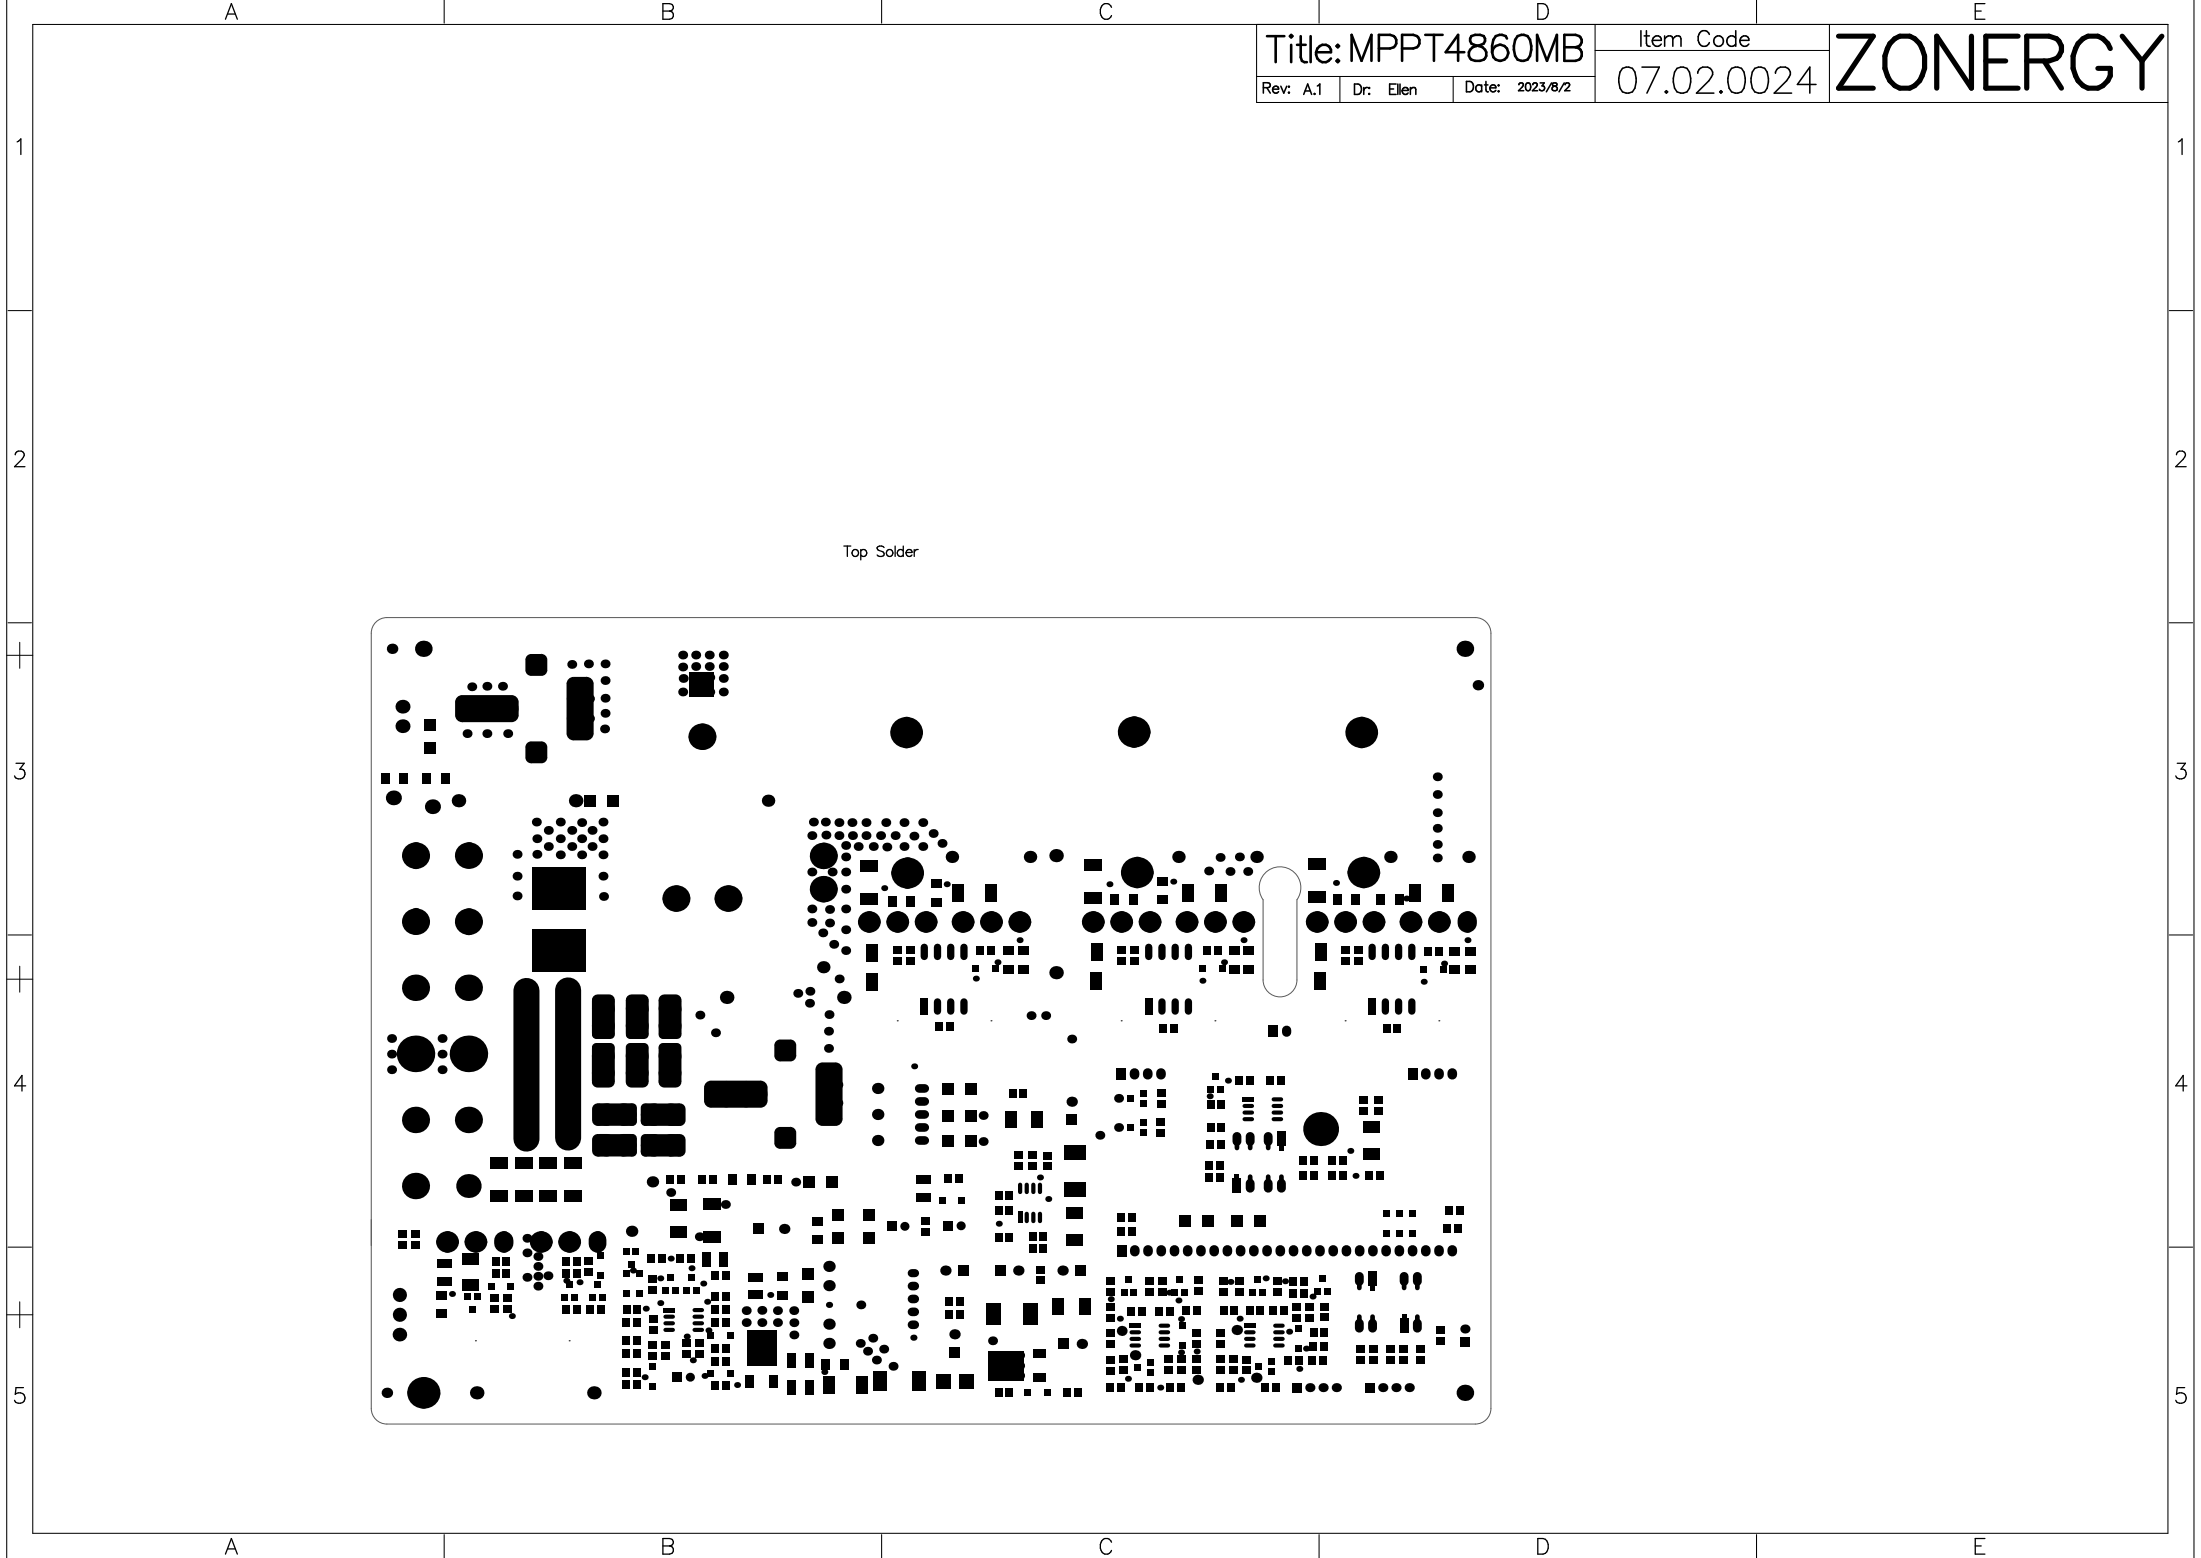 A B C D E
Title: MPPT4860MB
Item Code
ZONERGY
07.02.0024
Rev: A.1 Dr: Ellen Date: 2023/8/2
1 1
2 2
Top Solder
3 3
4 4
5 5
A B C D E